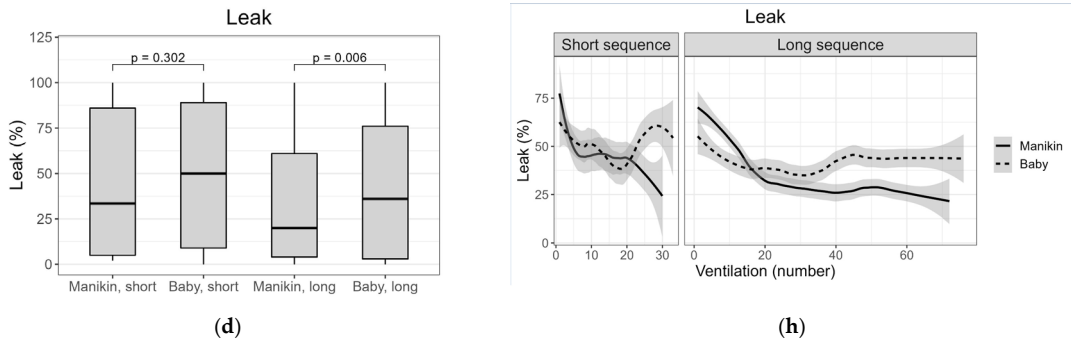 Leak
125
100
75
50
25
0
Leak (%)
p = 0.302
p = 0.006
Manikin, short
Baby, short
Manikin, long
Baby, long
(d)
Leak
Short sequence
Long sequence
75
50
25
0
Leak (%)
0 10 20 30
0 20 40 60
Ventilation (number)
Manikin
Baby
(h)